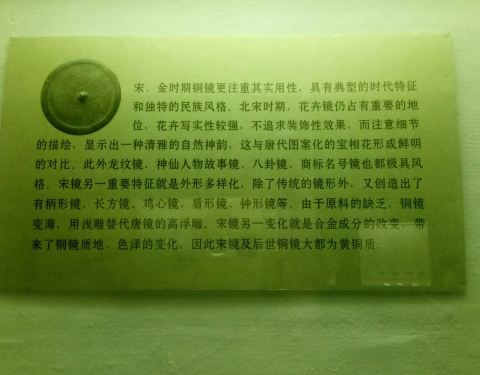 宋、金时期铜镜更注重其实用性，具有典型的时代特征
和独特的民族风格。北宋时期，花卉镜仍占有重要的地
位，花卉写实性较强，不追求装饰性效果，而注意细节
的描绘，显示出一种清雅的自然神韵，这与唐代图案化的宝相花形成鲜明
的对比。此外龙纹镜、神仙人物故事镜、八卦镜、商标名号镜也都极具风
格。宋镜另一重要特征就是外形多样化，除了传统的镜形外，又创造出了
有柄形镜、长方镜、鸡心镜、盾形镜、钟形镜等。由于原料的缺乏，铜镜
变薄，用浅雕替代唐镜的高浮雕。宋镜另一变化就是合金成分的改变，带
来了铜镜质地、色泽的变化，因此宋镜及后世铜镜大都为黄铜质。